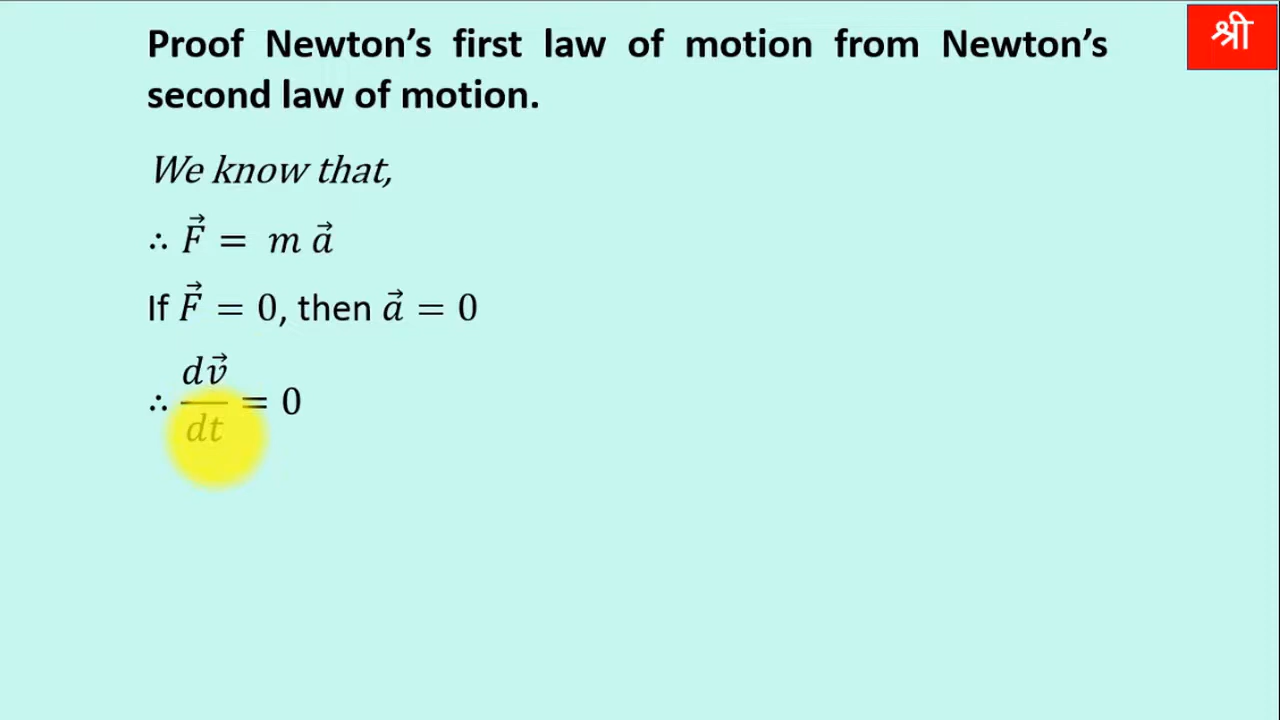 Proof Newton’s first law of motion from Newton’s
श्री
second law of motion.
We know that,
∴ F⃗ = m a⃗
If F⃗ = 0, then a⃗ = 0
∴ dv⃗/dt = 0